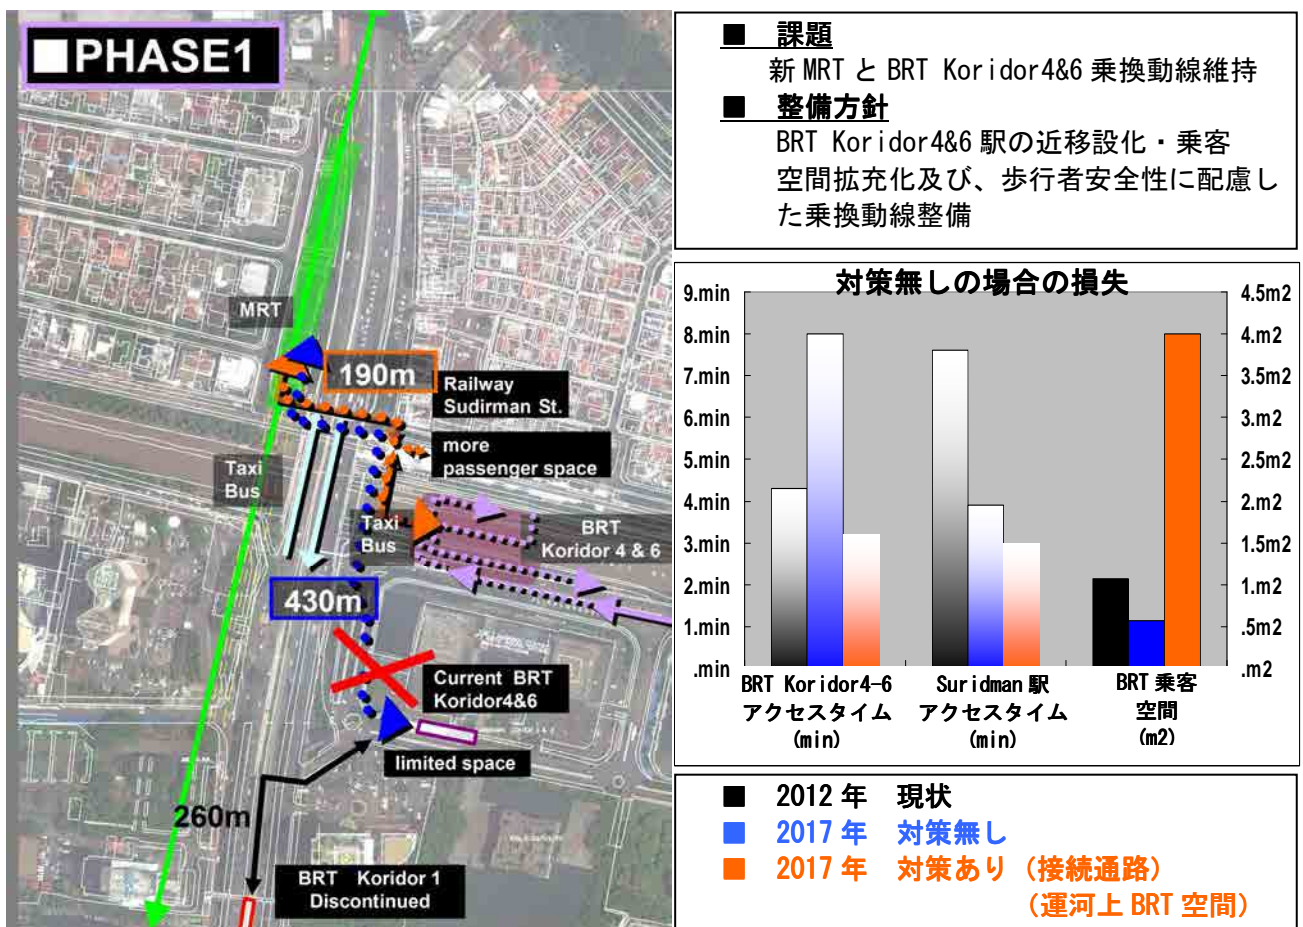 ■PHASE1
MRT
190m
Railway
Sudirman St.
more
passenger space
Taxi
Bus
Taxi
Bus
BRT
Koridor 4 & 6
430m
Current BRT
Koridor4&6
limited space
260m
BRT Koridor 1
Discontinued
■ 課題
新 MRT と BRT Koridor4&6 乗換動線維持
■ 整備方針
BRT Koridor4&6 駅の近移設化・乗客
空間拡充化及び、歩行者安全性に配慮し
た乗換動線整備
対策無しの場合の損失
9.min
8.min
7.min
6.min
5.min
4.min
3.min
2.min
1.min
.min
4.5m2
4.m2
3.5m2
3.m2
2.5m2
2.m2
1.5m2
1.m2
.5m2
.m2
BRT Koridor4-6
アクセスタイム
(min)
Suridman 駅
アクセスタイム
(min)
BRT 乗客
空間
(m2)
■ 2012 年 現状
■ 2017 年 対策無し
■ 2017 年 対策あり（接続通路）
（運河上 BRT 空間）